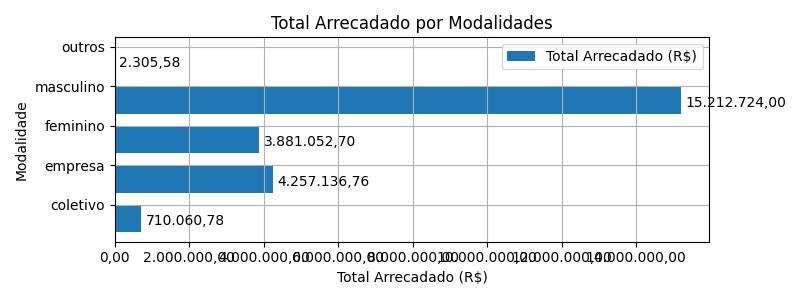 Total Arrecadado por Modalidades
Total Arrecadado (R$)
Modalidade
outros
2.305,58
masculino
15.212.724,00
feminino
3.881.052,70
empresa
4.257.136,76
coletivo
710.060,78
0,00 2.000.000,00 4.000.000,00 6.000.000,00 8.000.000,00 10.000.000,00 12.000.000,00 14.000.000,00
Total Arrecadado (R$)